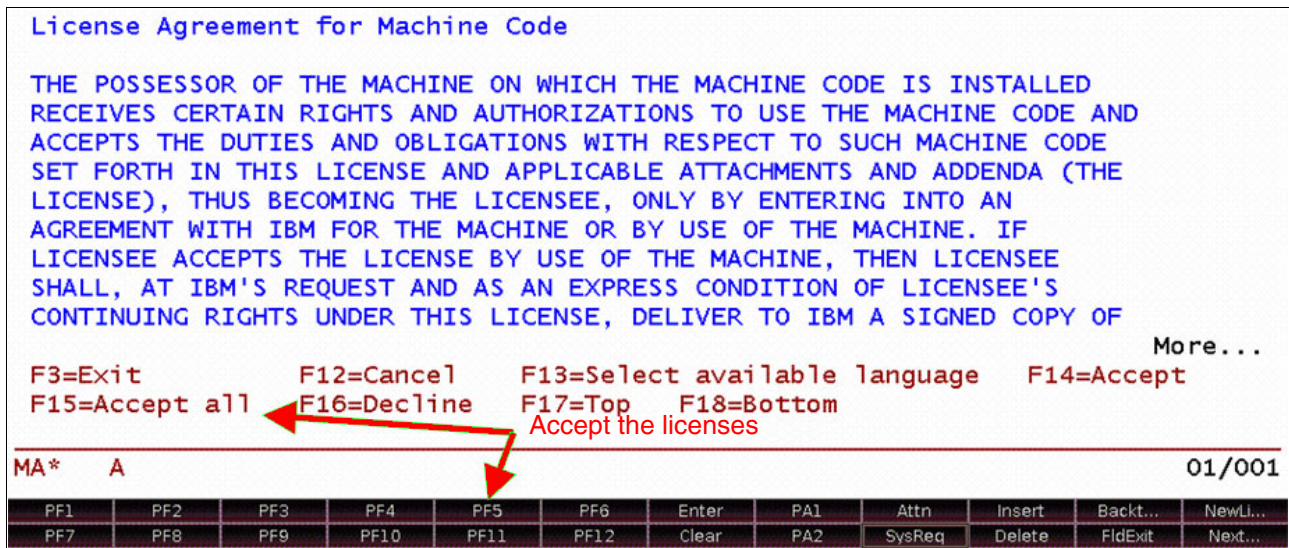 License Agreement for Machine Code
THE POSSESSOR OF THE MACHINE ON WHICH THE MACHINE CODE IS INSTALLED
RECEIVES CERTAIN RIGHTS AND AUTHORIZATIONS TO USE THE MACHINE CODE AND
ACCEPTS THE DUTIES AND OBLIGATIONS WITH RESPECT TO SUCH MACHINE CODE
SET FORTH IN THIS LICENSE AND APPLICABLE ATTACHMENTS AND ADDENDA (THE
LICENSE), THUS BECOMING THE LICENSEE, ONLY BY ENTERING INTO AN
AGREEMENT WITH IBM FOR THE MACHINE OR BY USE OF THE MACHINE. IF
LICENSEE ACCEPTS THE LICENSE BY USE OF THE MACHINE, THEN LICENSEE
SHALL, AT IBM'S REQUEST AND AS AN EXPRESS CONDITION OF LICENSEE'S
CONTINUING RIGHTS UNDER THIS LICENSE, DELIVER TO IBM A SIGNED COPY OF
More...
F3=Exit F12=Cancel F13=Select available language F14=Accept
F15=Accept all F16=Decline F17=Top F18=Bottom
Accept the licenses
MA* A 01/001
PF1 PF2 PF3 PF4 PF5 PF6 Enter PA1 Attn Insert Backt... NewLi...
PF7 PF8 PF9 PF10 PF11 PF12 Clear PA2 SysReq Delete FldExit Next...